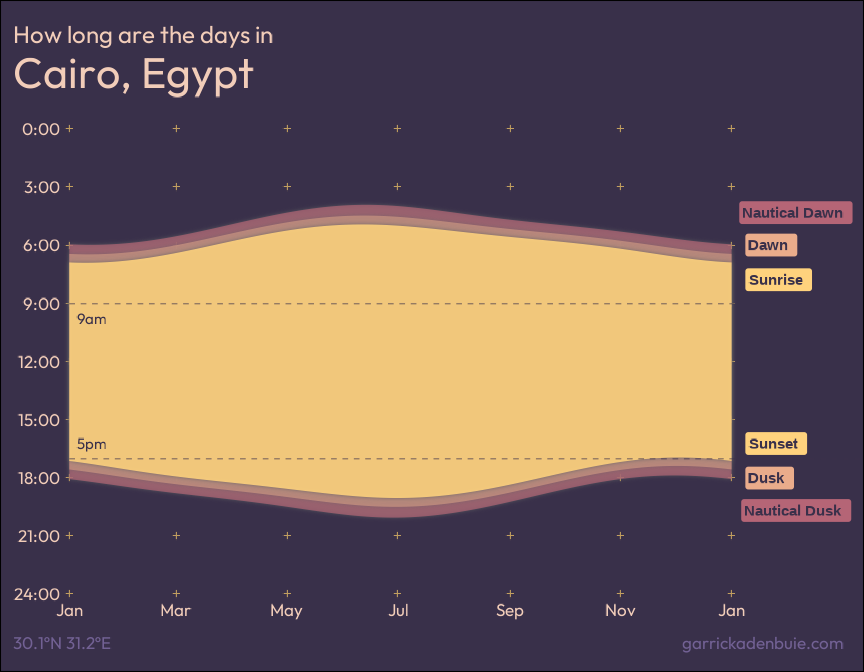 How long are the days in
Cairo, Egypt
0:00
3:00
Nautical Dawn
6:00
Dawn
Sunrise
9:00
9am
12:00
15:00
5pm
Sunset
18:00
Dusk
Nautical Dusk
21:00
24:00
Jan Mar May Jul Sep Nov Jan
30.1°N 31.2°E
garrickadenbuie.com